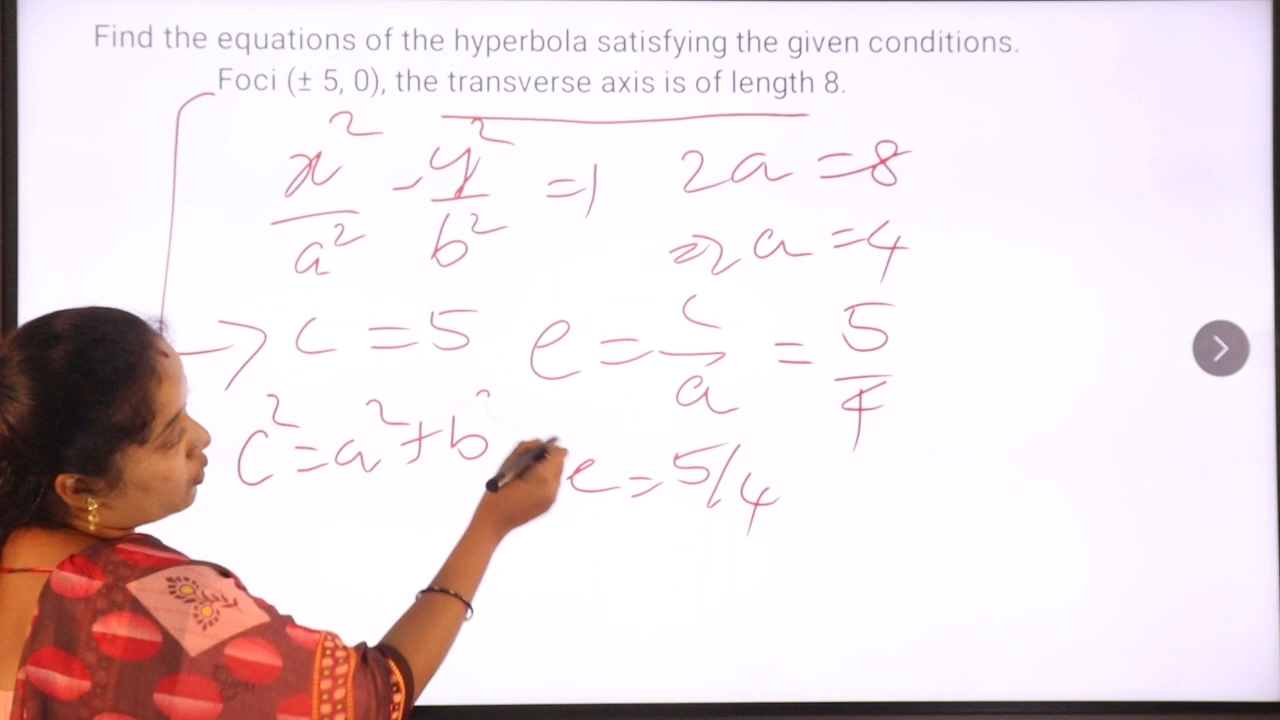 Find the equations of the hyperbola satisfying the given conditions.
Foci (± 5, 0), the transverse axis is of length 8.
x²/a² - y²/b² =1
2a =8
⇒ a =4
→ c = 5
e = c/a = 5/4
c² = a² + b²
e = 5/4